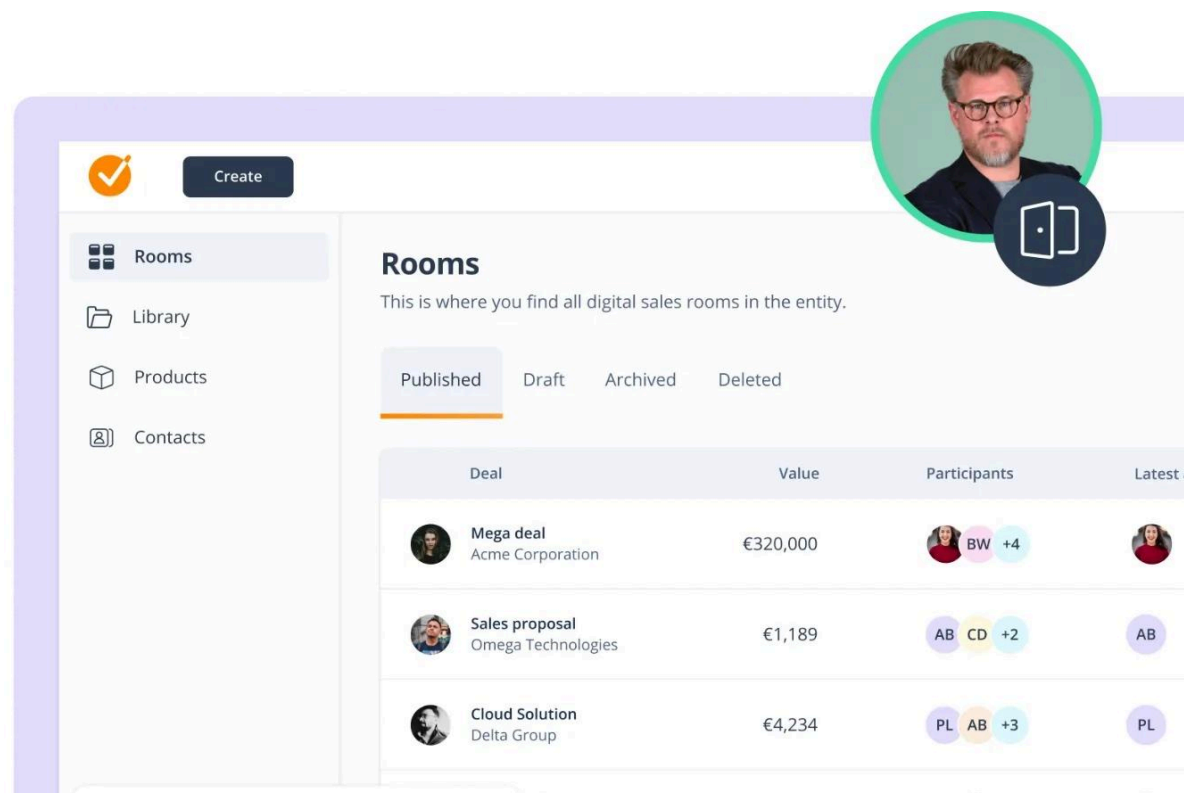 Create
Rooms
Library
Products
Contacts
Rooms
This is where you find all digital sales rooms in the entity.
Published Draft Archived Deleted
Deal Value Participants Latest
Mega deal
Acme Corporation
€320,000
BW +4
Sales proposal
Omega Technologies
€1,189
AB CD +2
AB
Cloud Solution
Delta Group
€4,234
PL AB +3
PL